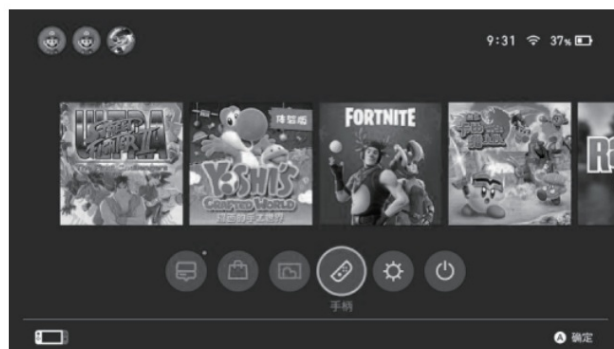 9:31 37%
ULTRA
STREET
FIGHTER II
体验版
YOSHI'S
CRAFTED WORLD
FORTNITE
手柄
A 确定